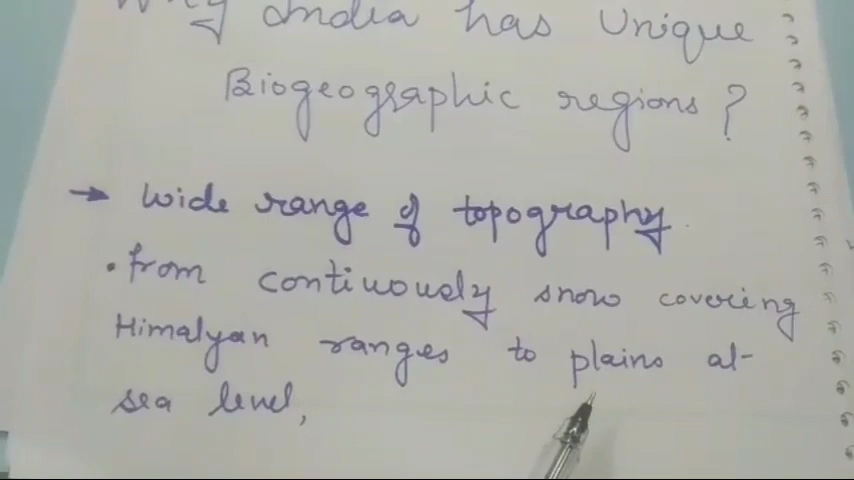 Why India has Unique
Biogeographic regions?
→ Wide range of topography.
• from continuously snow covering
Himalyan ranges to plains at
sea level,